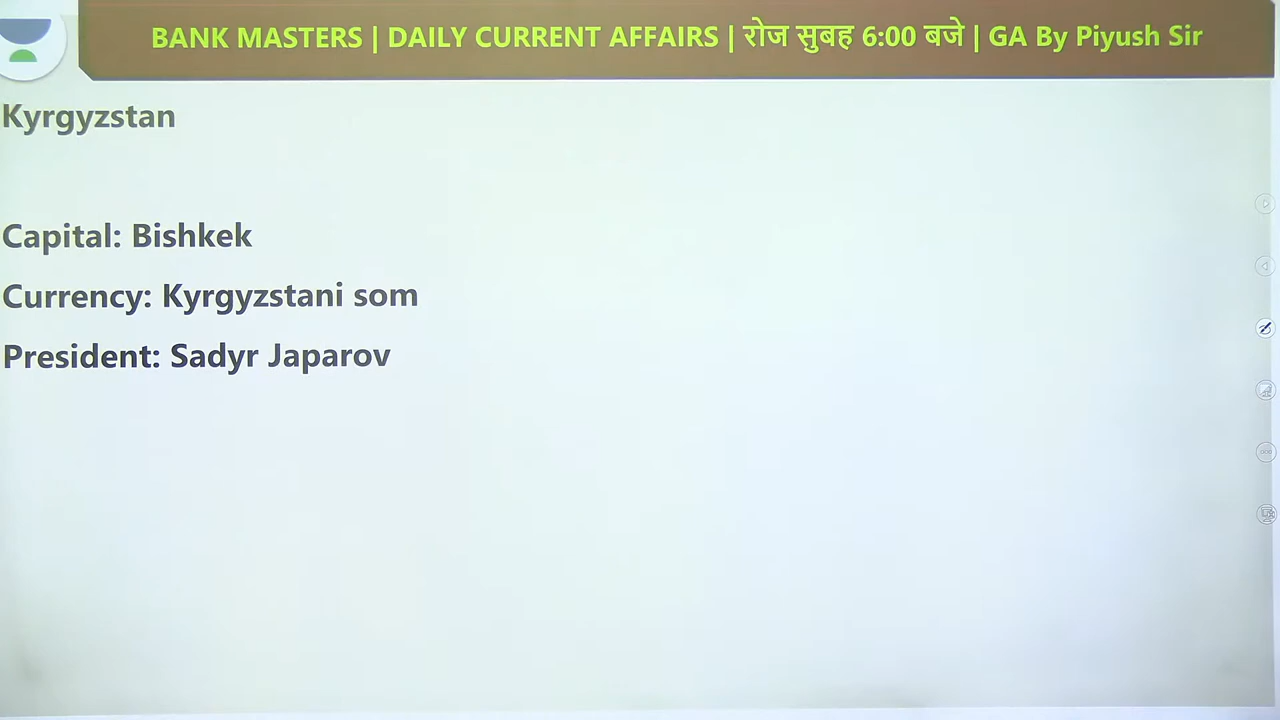 BANK MASTERS | DAILY CURRENT AFFAIRS | रोज सुबह 6:00 बजे | GA By Piyush Sir
Kyrgyzstan
Capital: Bishkek
Currency: Kyrgyzstani som
President: Sadyr Japarov